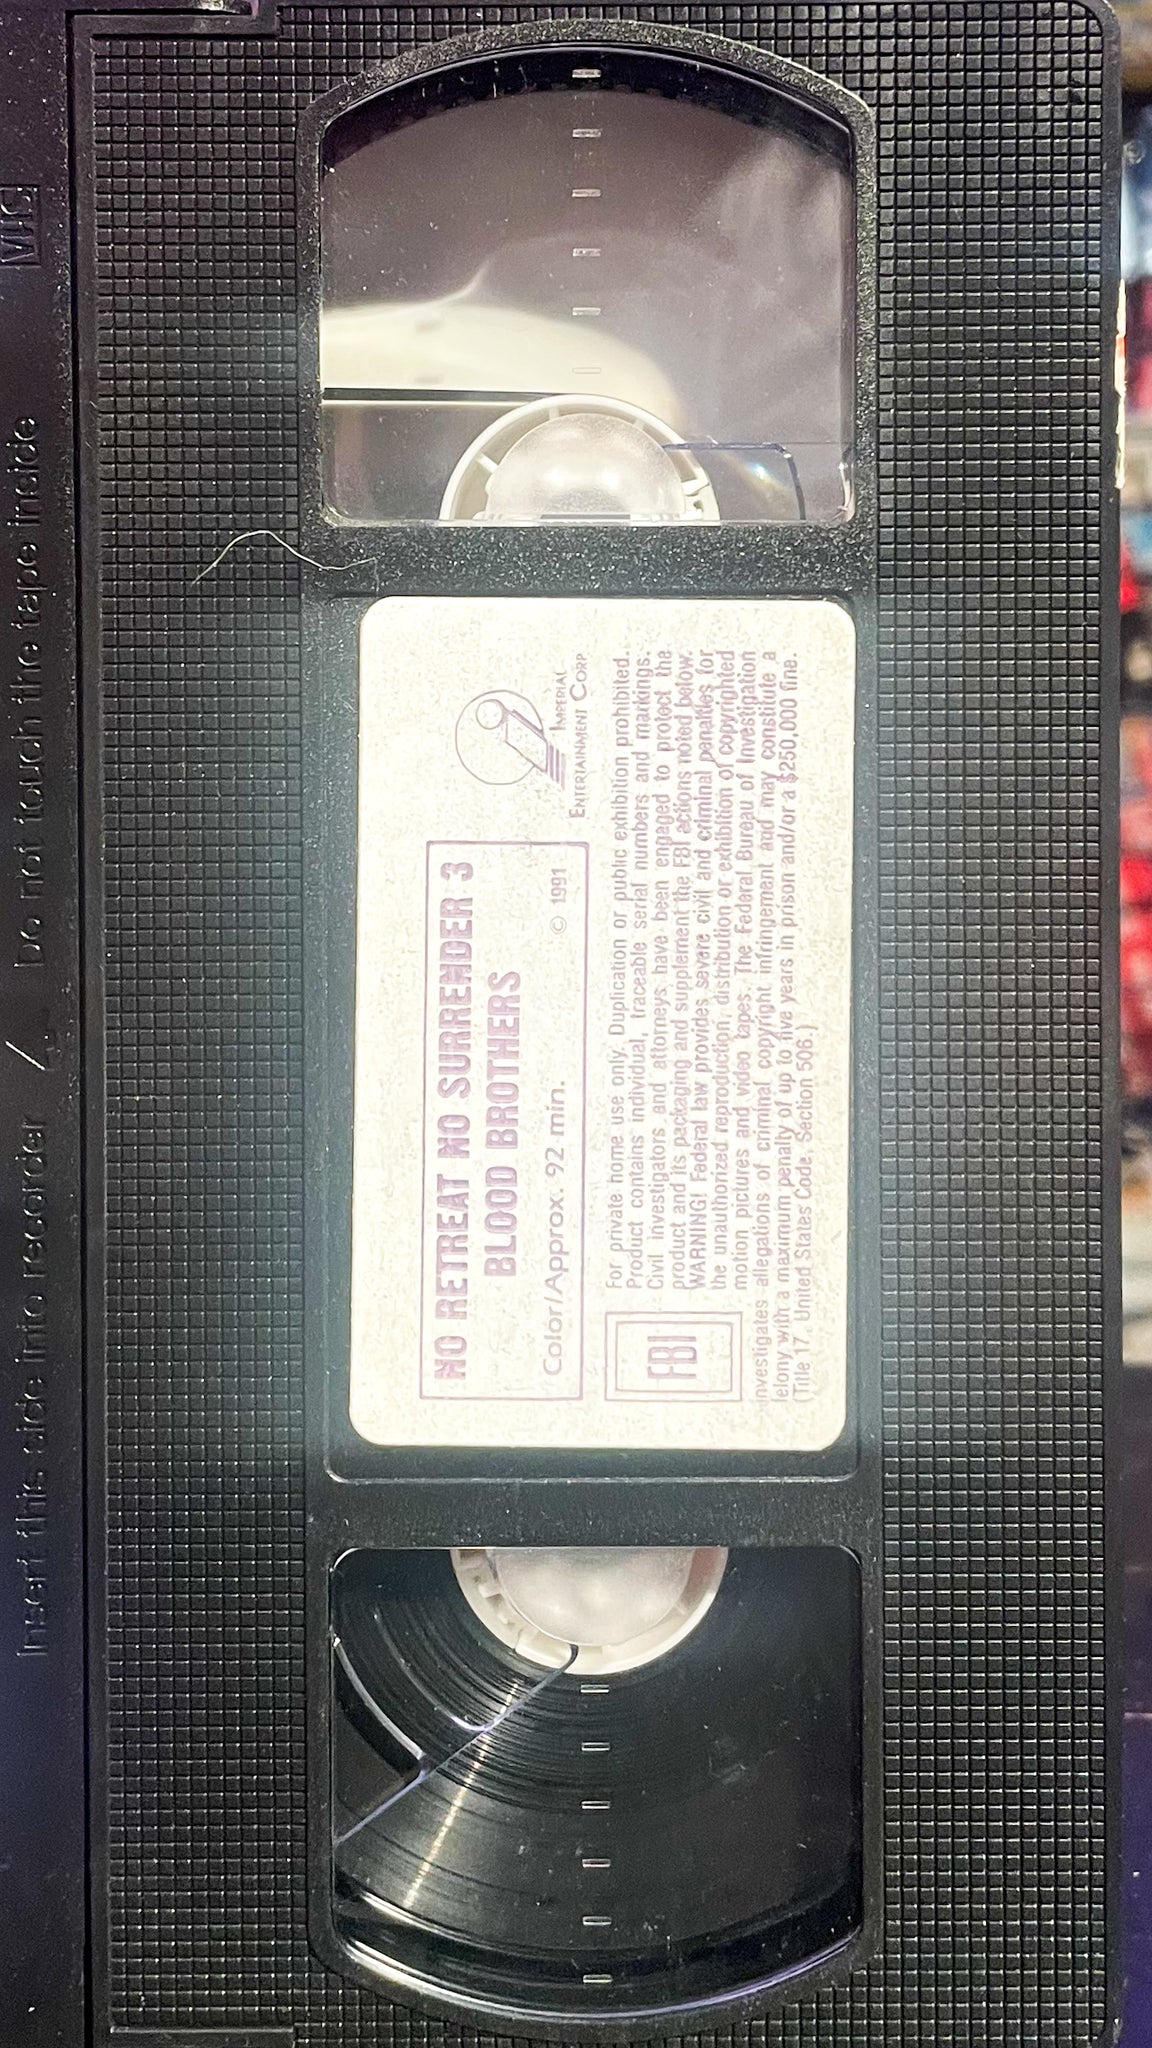 VHS
Insert this side into recorder / Do not touch the tape inside
NO RETREAT NO SURRENDER 3
BLOOD BROTHERS
Color/Approx. 92 min. © 1991
IMPERIAL
ENTERTAINMENT CORP
FBI
For private home use only. Duplication or public exhibition prohibited.
Product contains individual, traceable serial numbers and markings.
Civil investigators and attorneys have been engaged to protect the
product and its packaging and supplement the FBI actions noted below.
WARNING! Federal law provides severe civil and criminal penalties for
the unauthorized reproduction, distribution or exhibition of copyrighted
motion pictures and video tapes. The Federal Bureau of Investigation
investigates allegations of criminal copyright infringement and may constitute a
felony with a maximum penalty of up to five years in prison and/or a $250,000 fine.
(Title 17, United States Code, Section 506.)